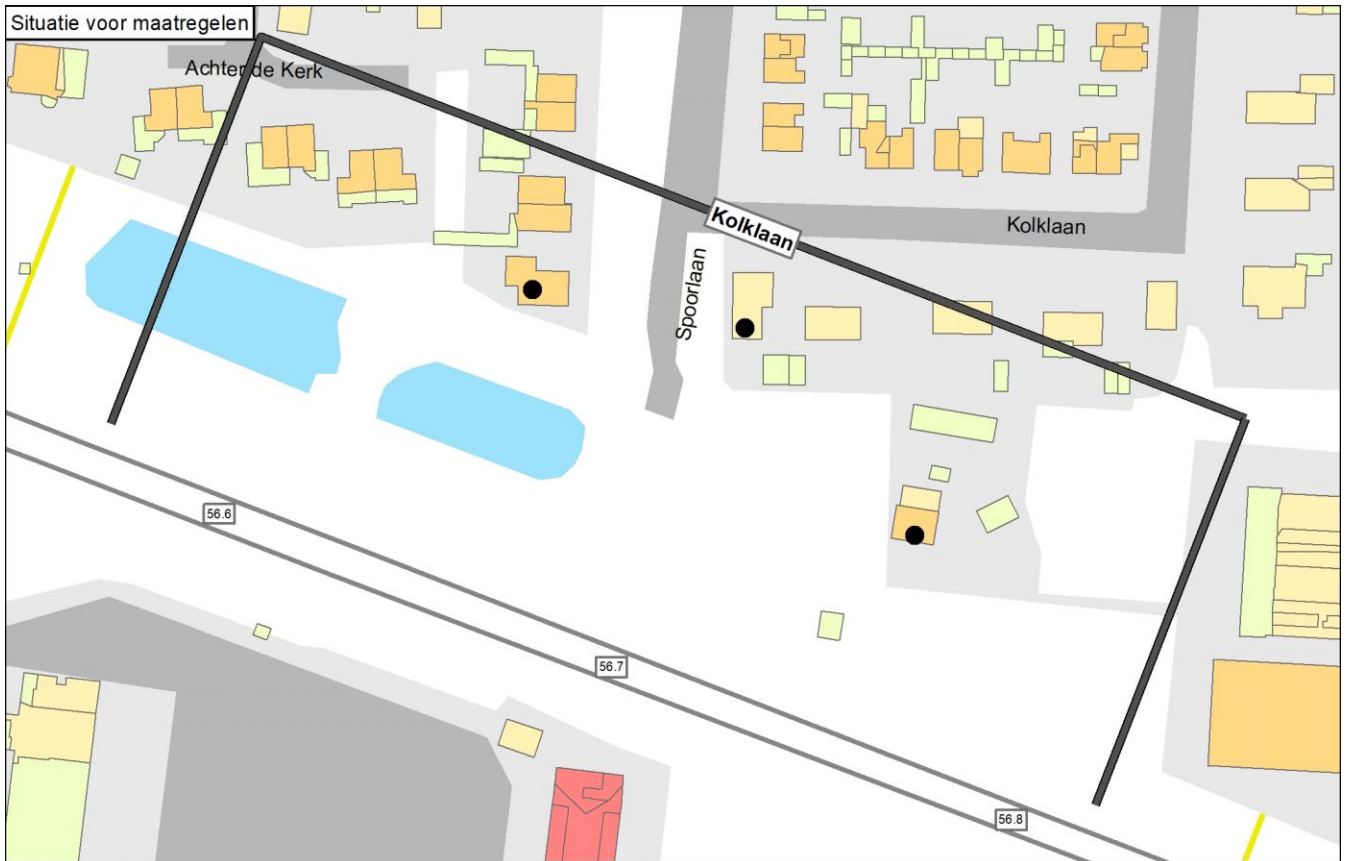 Situatie voor maatregelen
Achter de Kerk
Kolklaan
Kolklaan
Spoorlaan
56.6
56.7
56.8